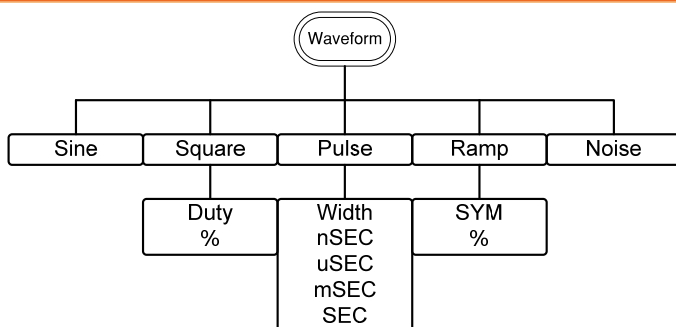 Waveform
Sine
Square
Pulse
Ramp
Noise
Duty
%
Width
nSEC
uSEC
mSEC
SEC
SYM
%